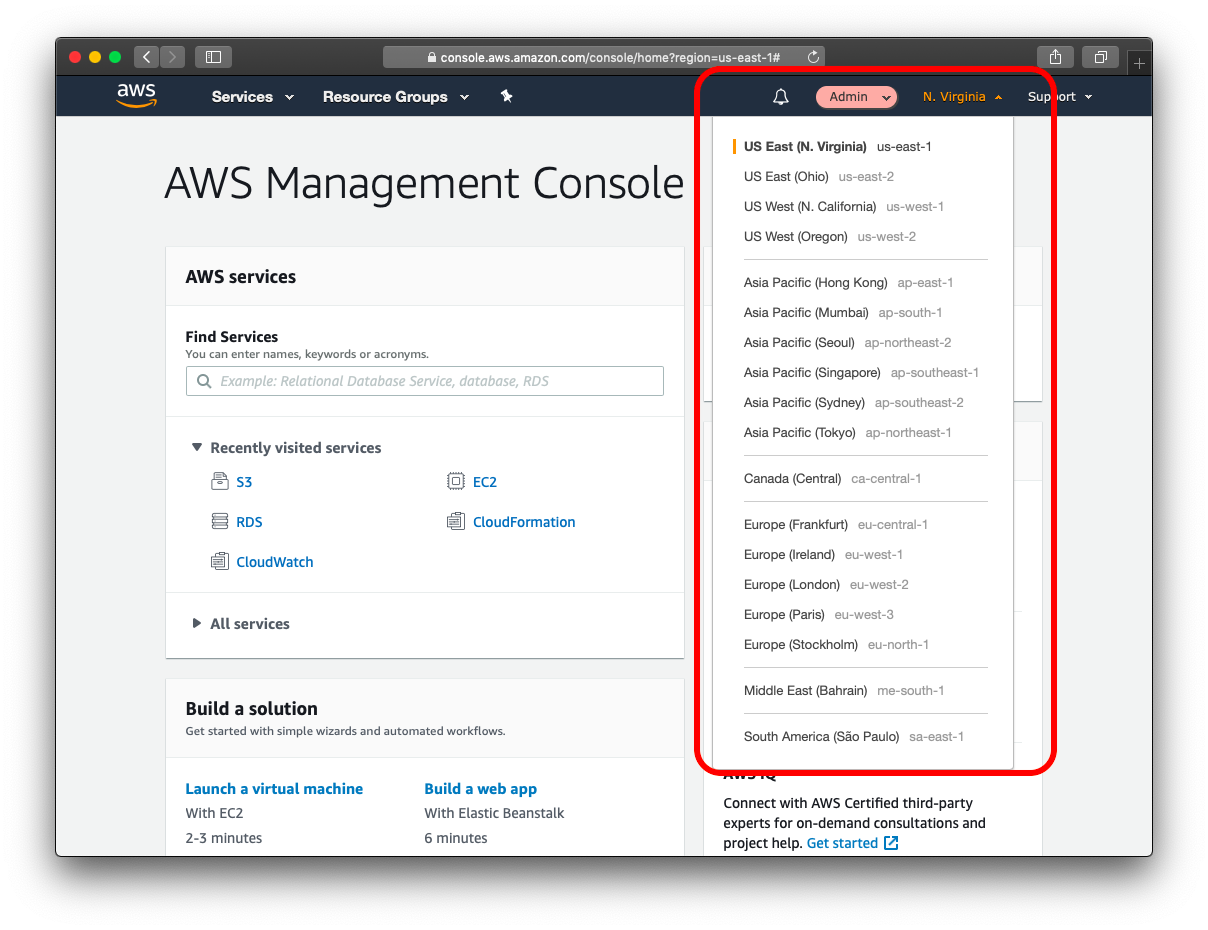 console.aws.amazon.com/console/home?region=us-east-1#
aws
Services
Resource Groups
Admin
N. Virginia
Support
AWS Management Console
AWS services
Find Services
You can enter names, keywords or acronyms.
Example: Relational Database Service, database, RDS
Recently visited services
S3
EC2
RDS
CloudFormation
CloudWatch
All services
Build a solution
Get started with simple wizards and automated workflows.
Launch a virtual machine
With EC2
2-3 minutes
Build a web app
With Elastic Beanstalk
6 minutes
US East (N. Virginia) us-east-1
US East (Ohio) us-east-2
US West (N. California) us-west-1
US West (Oregon) us-west-2
Asia Pacific (Hong Kong) ap-east-1
Asia Pacific (Mumbai) ap-south-1
Asia Pacific (Seoul) ap-northeast-2
Asia Pacific (Singapore) ap-southeast-1
Asia Pacific (Sydney) ap-southeast-2
Asia Pacific (Tokyo) ap-northeast-1
Canada (Central) ca-central-1
Europe (Frankfurt) eu-central-1
Europe (Ireland) eu-west-1
Europe (London) eu-west-2
Europe (Paris) eu-west-3
Europe (Stockholm) eu-north-1
Middle East (Bahrain) me-south-1
South America (São Paulo) sa-east-1
AWS IQ
Connect with AWS Certified third-party
experts for on-demand consultations and
project help. Get started